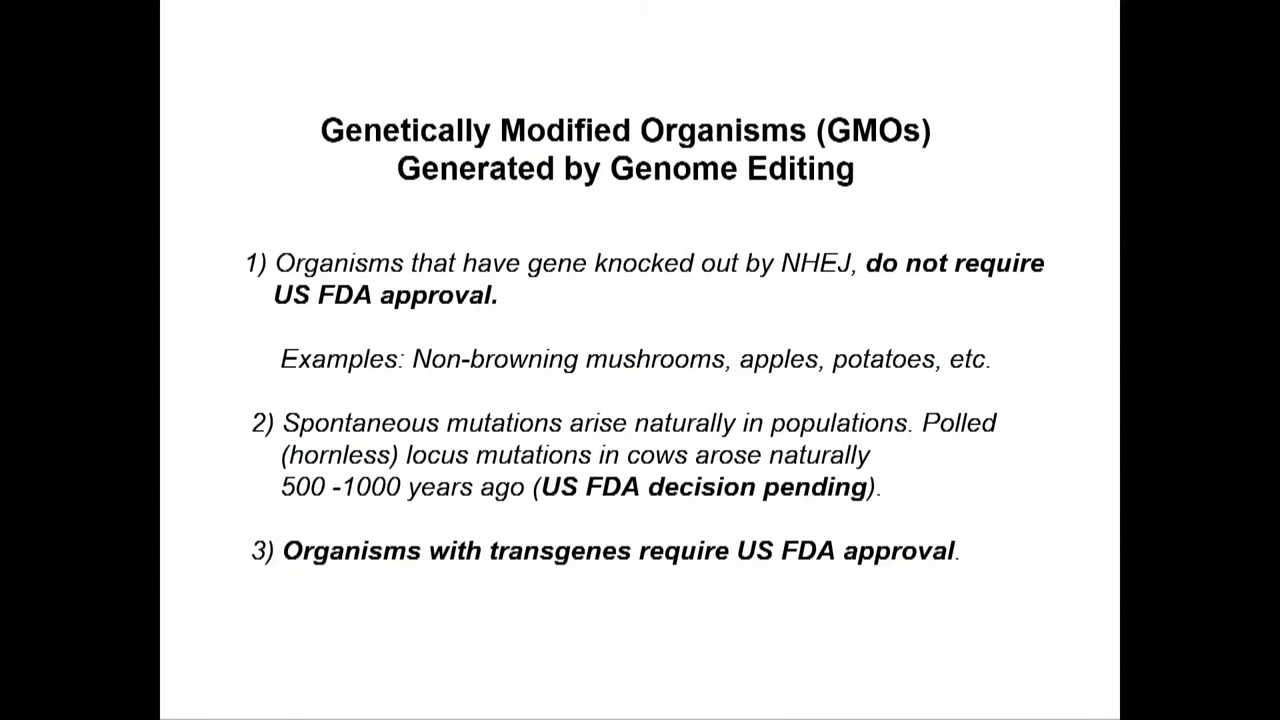 Genetically Modified Organisms (GMOs)
Generated by Genome Editing
1) Organisms that have gene knocked out by NHEJ, do not require
US FDA approval.
Examples: Non-browning mushrooms, apples, potatoes, etc.
2) Spontaneous mutations arise naturally in populations. Polled
(hornless) locus mutations in cows arose naturally
500 -1000 years ago (US FDA decision pending).
3) Organisms with transgenes require US FDA approval.